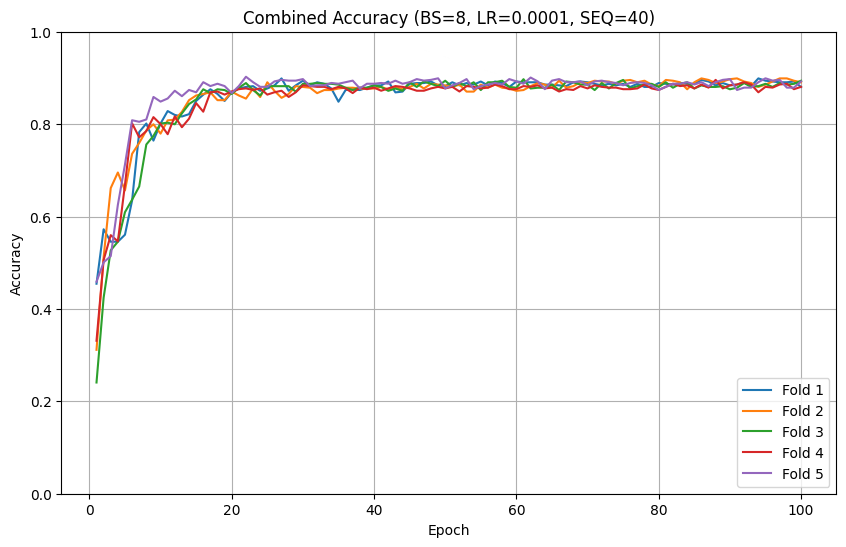 Combined Accuracy (BS=8, LR=0.0001, SEQ=40)
1.0
0.8
0.6
0.4
0.2
0.0
Accuracy
0 20 40 60 80 100
Epoch
Fold 1
Fold 2
Fold 3
Fold 4
Fold 5